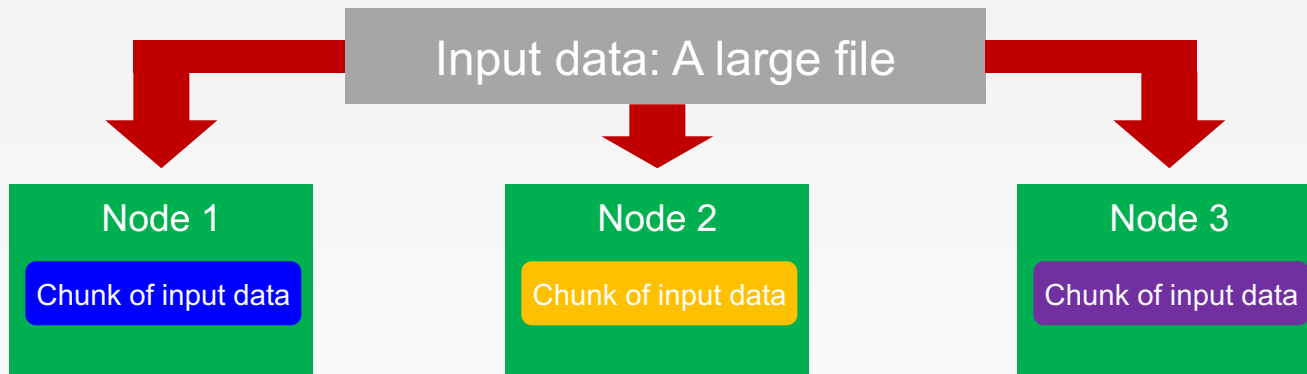 Input data: A large file
Node 1
Chunk of input data
Node 2
Chunk of input data
Node 3
Chunk of input data